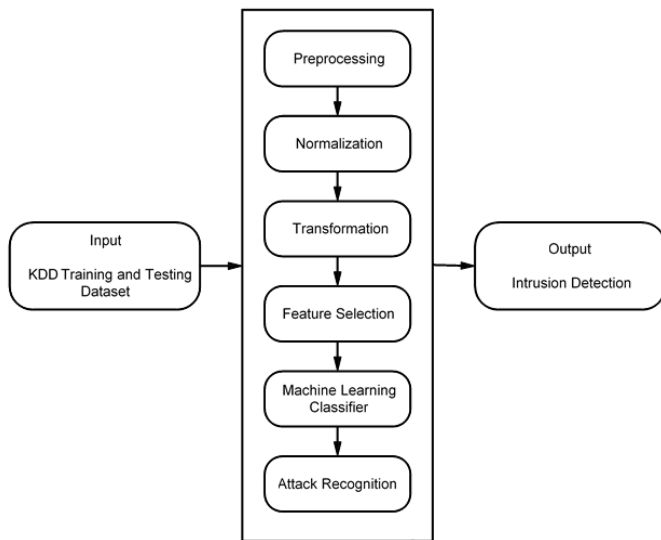 Input
KDD Training and Testing
Dataset
Preprocessing
Normalization
Transformation
Feature Selection
Machine Learning
Classifier
Attack Recognition
Output
Intrusion Detection